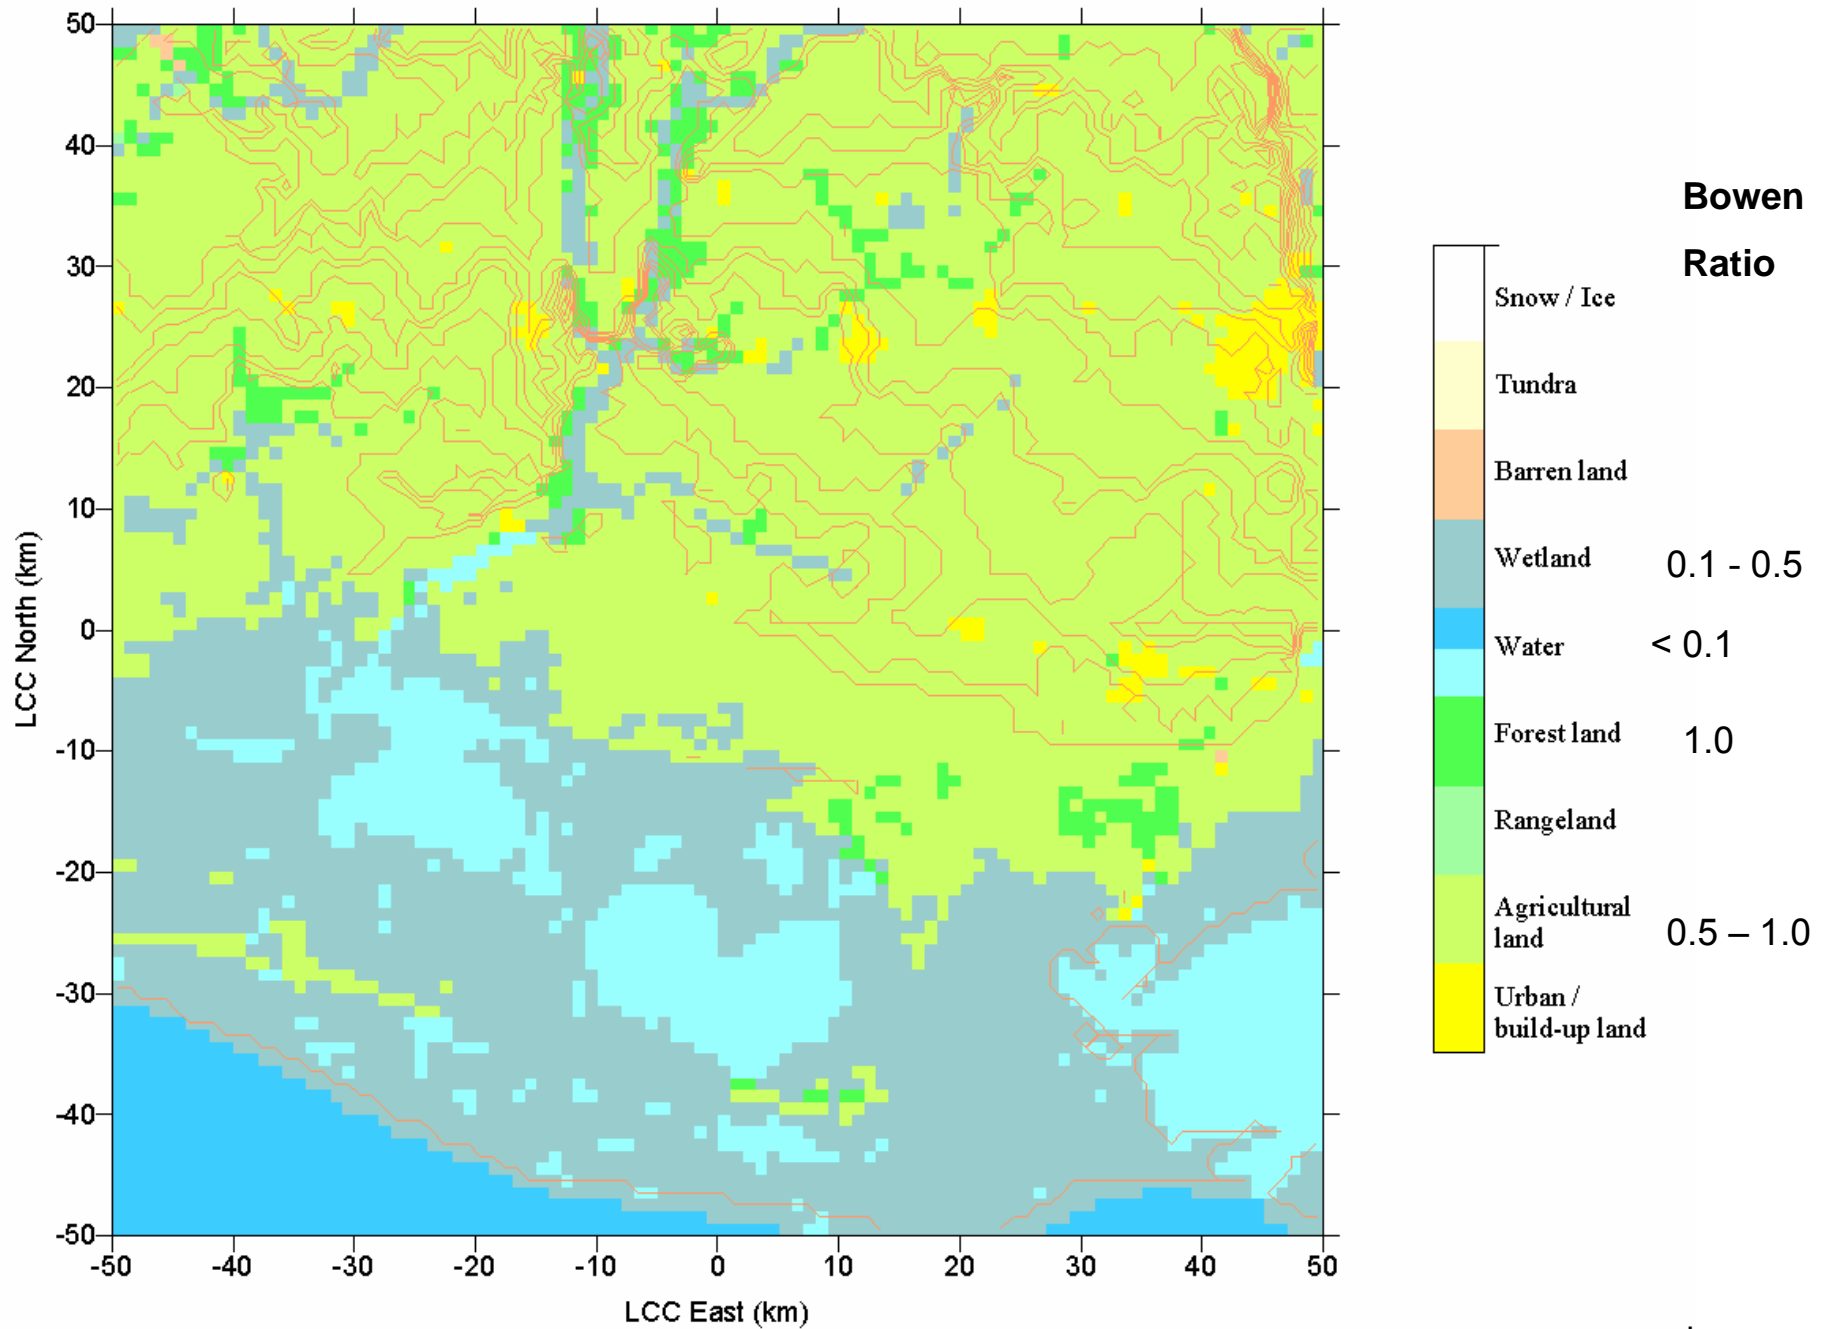 50
40
30
20
10
0
-10
-20
-30
-40
-50
LCC North (km)
-50 -40 -30 -20 -10 0 10 20 30 40 50
LCC East (km)
Bowen
Ratio
Snow / Ice
Tundra
Barren land
Wetland 0.1 - 0.5
Water < 0.1
Forest land 1.0
Rangeland
Agricultural
land 0.5 – 1.0
Urban /
build-up land
.